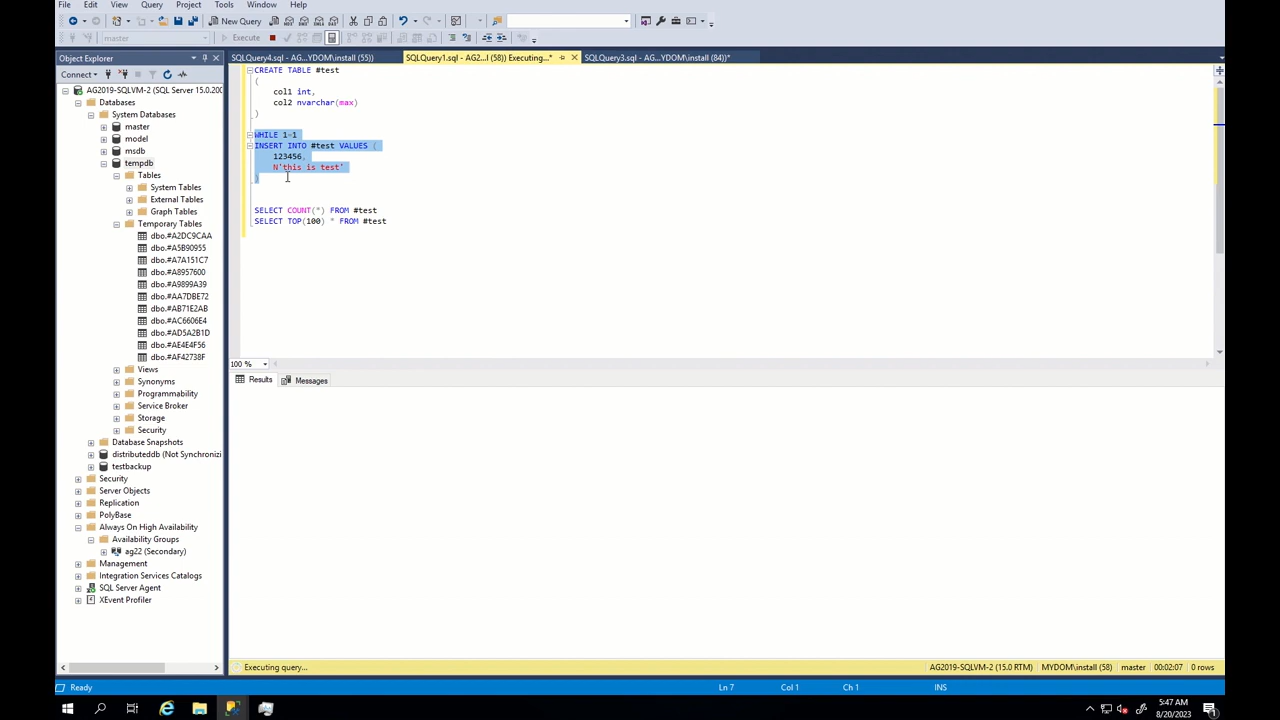 File Edit View Query Project Tools Window Help
New Query
master Execute
Object Explorer
SQLQuery4.sql - AG...YDOM\install (55))
SQLQuery1.sql - AG2...l (58)) Executing...*
SQLQuery3.sql - AG...YDOM\install (84))*
Connect
AG2019-SQLVM-2 (SQL Server 15.0.200
Databases
System Databases
master
model
msdb
tempdb
Tables
System Tables
External Tables
Graph Tables
Temporary Tables
dbo.#A2DC9CAA
dbo.#A5B90955
dbo.#A7A151C7
dbo.#A8957600
dbo.#A9899A39
dbo.#AA7DBE72
dbo.#AB71E2AB
dbo.#AC6606E4
dbo.#AD5A2B1D
dbo.#AE4E4F56
dbo.#AF42738F
Views
Synonyms
Programmability
Service Broker
Storage
Security
Database Snapshots
distributeddb (Not Synchronizi
testbackup
Security
Server Objects
Replication
PolyBase
Always On High Availability
Availability Groups
ag22 (Secondary)
Management
Integration Services Catalogs
SQL Server Agent
XEvent Profiler
CREATE TABLE #test
(
col1 int,
col2 nvarchar(max)
)
WHILE 1=1
INSERT INTO #test VALUES (
123456,
N'this is test'
)
SELECT COUNT(*) FROM #test
SELECT TOP(100) * FROM #test
100 %
Results Messages
Executing query...
AG2019-SQLVM-2 (15.0 RTM) MYDOM\install (58) master 00:02:07 0 rows
Ready Ln 7 Col 1 Ch 1 INS
5:47 AM
8/20/2023